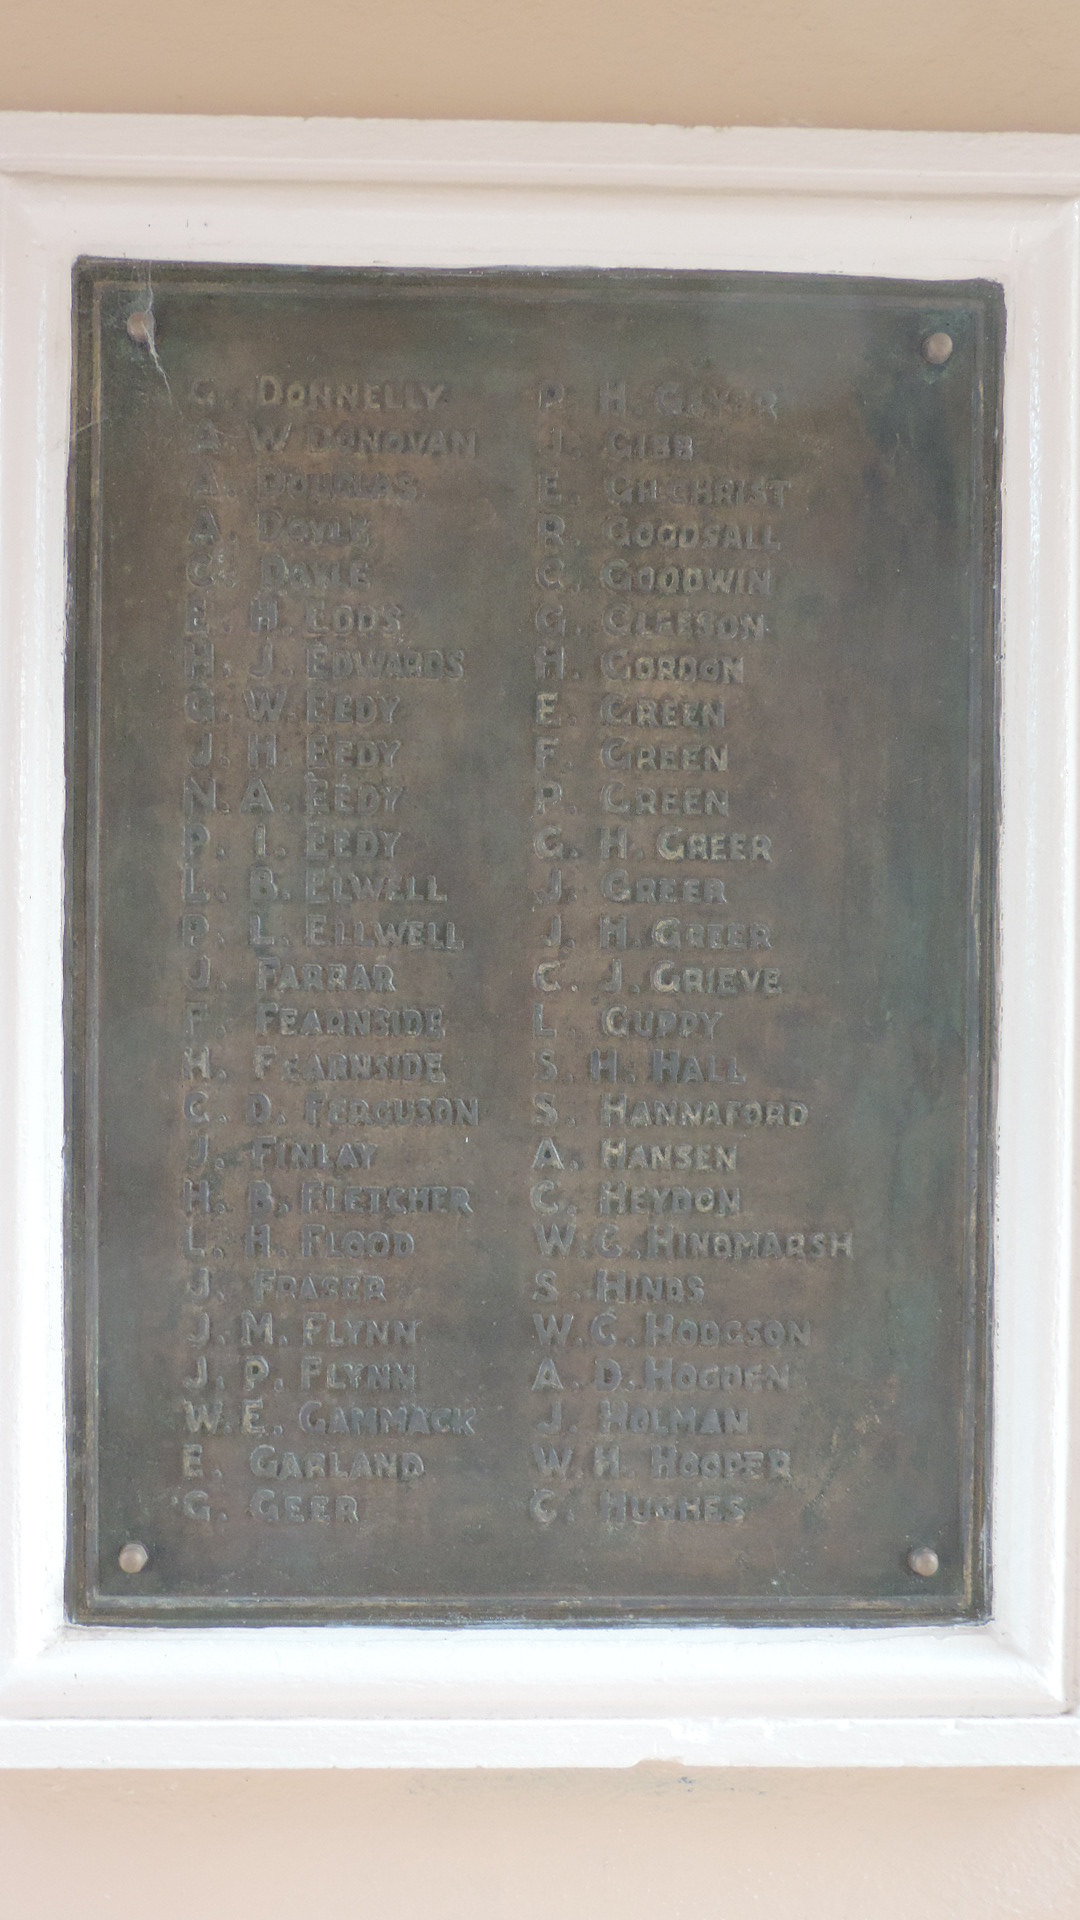 G. DONNELLY
A. W DONOVAN
A. DOUGLAS
A. DOYLE
C. DOYLE
E. H. EDDS
H. J. EDWARDS
G. W. EEDY
J. H EEDY
N. A. EEDY
P. I. EEDY
L. B. ELWELL
P. L. ELLWELL
J. FARRAR
F. FEARNSIDE
H. FEARNSIDE
C. D. FERGUSON
J. FINLAY
H. B. FLETCHER
L. H. FLOOD
J. FRASER
J. M. FLYNN
J. P. FLYNN
W. E. GAMMACK
E. GARLAND
G. GEER
P. H.
J. GIBB
E. GILCHRIST
R. GOODSALL
C. GOODWIN
G. GLEESON
H. GORDON
E. GREEN
F. GREEN
P. GREEN
G. H. GREER
J. GREER
J. H. GREER
C. J. GRIEVE
L. GUPPY
S. H. HALL
S. HANNAFORD
A. HANSEN
C. HEYDON
W. C. HINDMARSH
S. HINDS
W. C. HODGSON
A. D. HOGDEN
J. HOLMAN
W. H. HOOPER
C. HUGHES